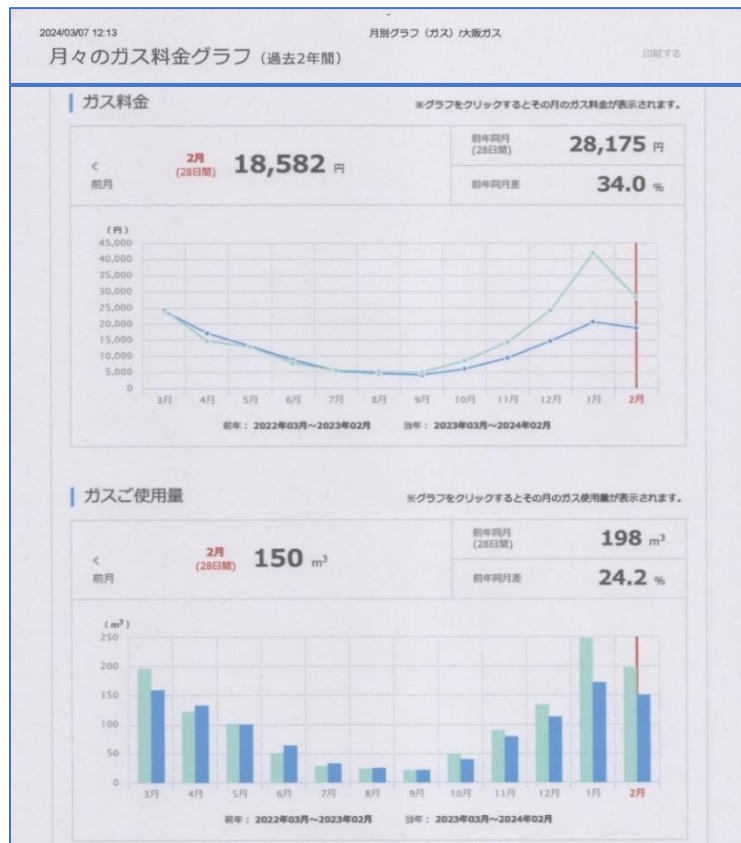 2024/03/07 12:13
月別グラフ（ガス）/大阪ガス
月々のガス料金グラフ（過去2年間）
印刷する
ガス料金
※グラフをクリックするとその月のガス料金が表示されます。
<
前月
2月
(28日間)
18,582 円
前年同月
(28日間)
28,175 円
前年同月差
34.0 %
(円)
45,000
40,000
35,000
30,000
25,000
20,000
15,000
10,000
5,000
0
3月 4月 5月 6月 7月 8月 9月 10月 11月 12月 1月 2月
前年： 2022年03月～2023年02月 当年： 2023年03月～2024年02月
ガスご使用量
※グラフをクリックするとその月のガス使用量が表示されます。
<
前月
2月
(28日間)
150 m³
前年同月
(28日間)
198 m³
前年同月差
24.2 %
(m³)
250
200
150
100
50
0
3月 4月 5月 6月 7月 8月 9月 10月 11月 12月 1月 2月
前年： 2022年03月～2023年02月 当年： 2023年03月～2024年02月